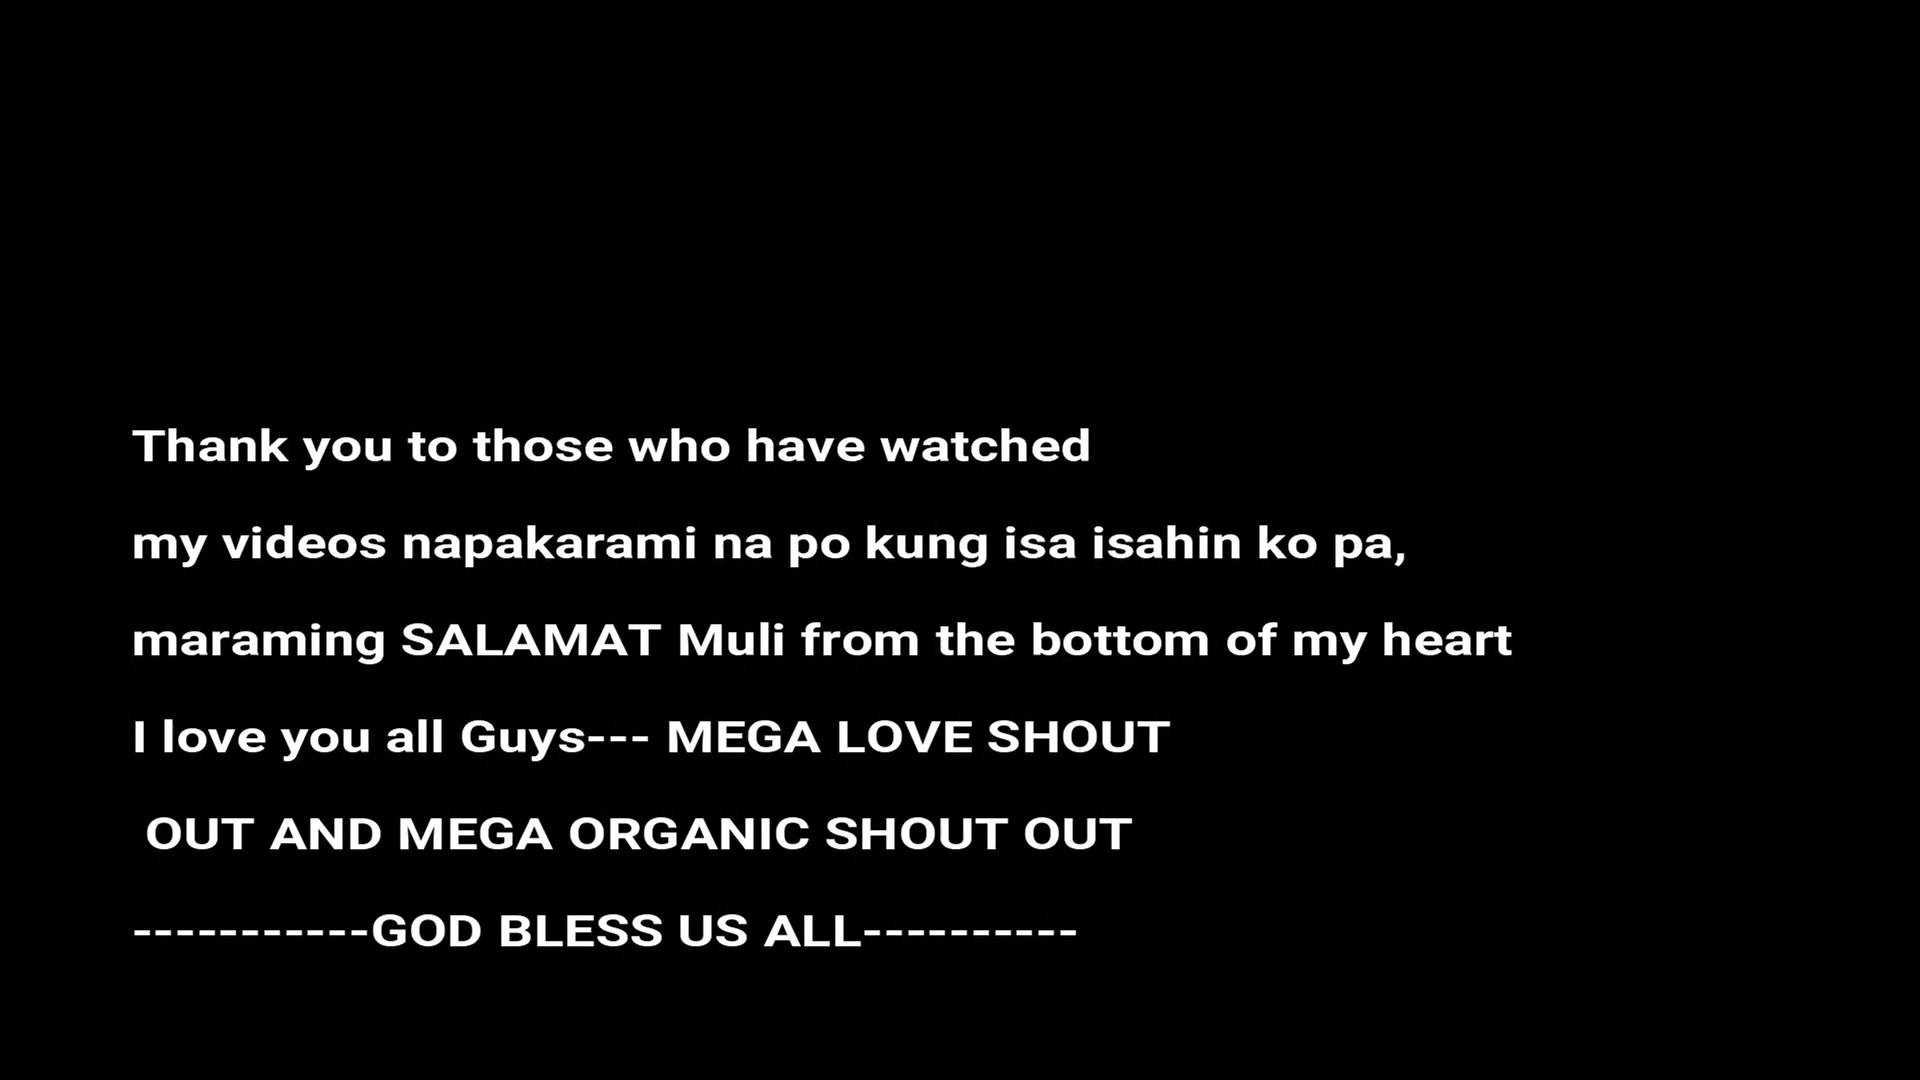 Thank you to those who have watched
my videos napakarami na po kung isa isahin ko pa,
maraming SALAMAT Muli from the bottom of my heart
I love you all Guys--- MEGA LOVE SHOUT
OUT AND MEGA ORGANIC SHOUT OUT
-----------GOD BLESS US ALL----------